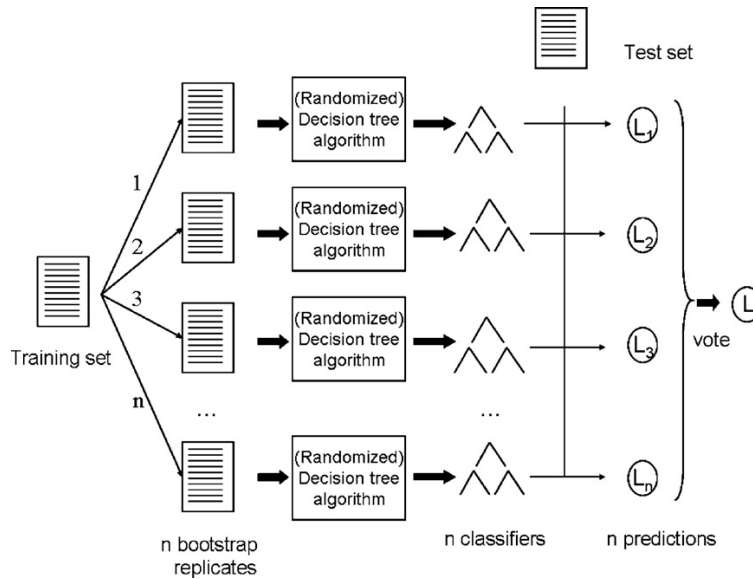 Test set
(Randomized)
Decision tree
algorithm
L1
1
(Randomized)
Decision tree
algorithm
L2
2
3
(Randomized)
Decision tree
algorithm
L3
L
vote
Training set
n
...
...
(Randomized)
Decision tree
algorithm
Ln
n bootstrap
replicates
n classifiers
n predictions